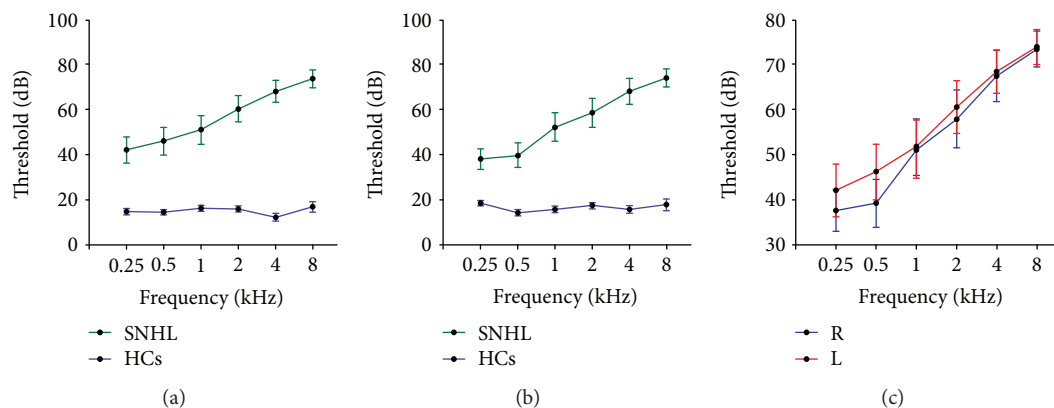 100
80
60
40
20
0
Threshold (dB)
0.25 0.5 1 2 4 8
Frequency (kHz)
SNHL
HCs
(a)
100
80
60
40
20
0
Threshold (dB)
0.25 0.5 1 2 4 8
Frequency (kHz)
SNHL
HCs
(b)
80
70
60
50
40
30
Threshold (dB)
0.25 0.5 1 2 4 8
Frequency (kHz)
R
L
(c)